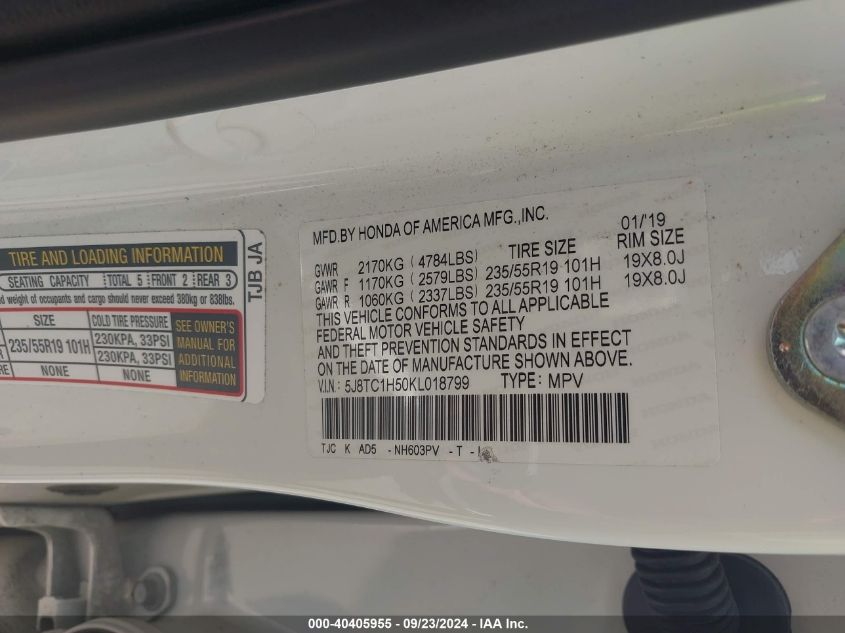 MFD.BY HONDA OF AMERICA MFG.,INC. 01/'19
TIRE SIZE RIM SIZE
GVWR 2170KG (4784LBS)
GAWR F 1170KG (2579LBS) 235/55R19 101H 19X8.0J
GAWR R 1060KG (2337LBS) 235/55R19 101H 19X8.0J
THIS VEHICLE CONFORMS TO ALL APPLICABLE
FEDERAL MOTOR VEHICLE SAFETY
AND THEFT PREVENTION STANDARDS IN EFFECT
ON THE DATE OF MANUFACTURE SHOWN ABOVE.
V.I.N: 5J8TC1H50KL018799 TYPE: MPV
TJC K AD5 -NH603PV -T -
TIRE AND LOADING INFORMATION
SEATING CAPACITY TOTAL 5 FRONT 2 REAR 3
weight of occupants and cargo should never exceed 380kg or 838lbs.
SIZE COLD TIRE PRESSURE
235/55R19 101H 230KPA, 33PSI
230KPA, 33PSI
NONE NONE
SEE OWNER'S
MANUAL FOR
ADDITIONAL
INFORMATION
TJB JA
000-40405955 - 09/23/2024 - IAA Inc.